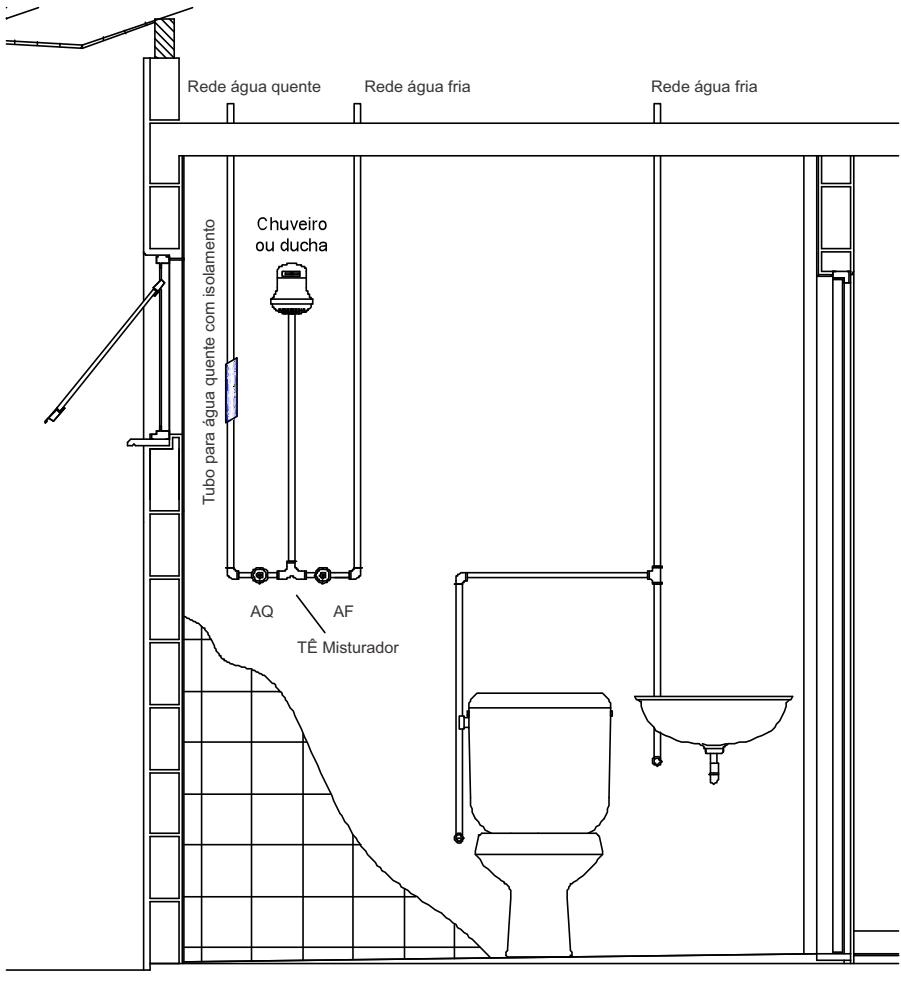 Rede água quente
Rede água fria
Rede água fria
Chuveiro
ou ducha
Tubo para água quente com isolamento
AQ
AF
TÊ Misturador